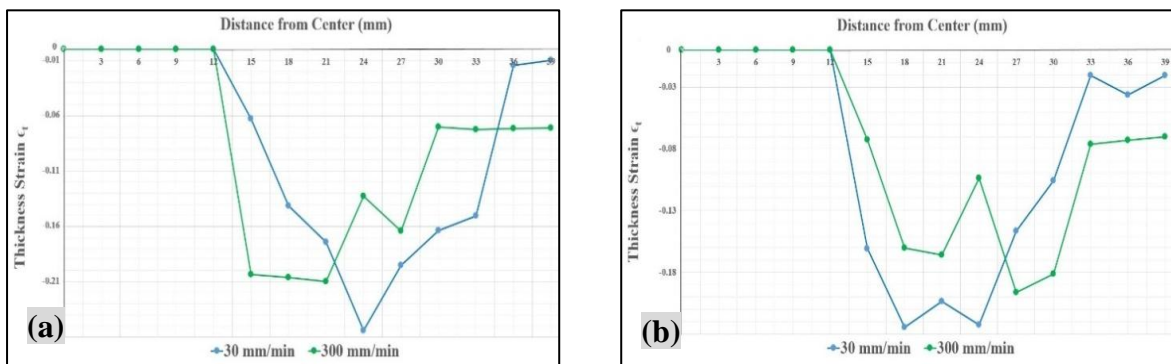 Distance from Center (mm)
0
3 6 9 12 15 18 21 24 27 30 33 36 39
-0.01
0.06
0.11
0.16
-0.21
Thickness Strain ϵt
(a)
30 mm/min 300 mm/min
Distance from Center (mm)
0
3 6 9 12 15 18 21 24 27 30 33 36 39
-0.03
-0.08
-0.13
-0.18
Thickness Strain ϵt
(b)
30 mm/min 300 mm/min